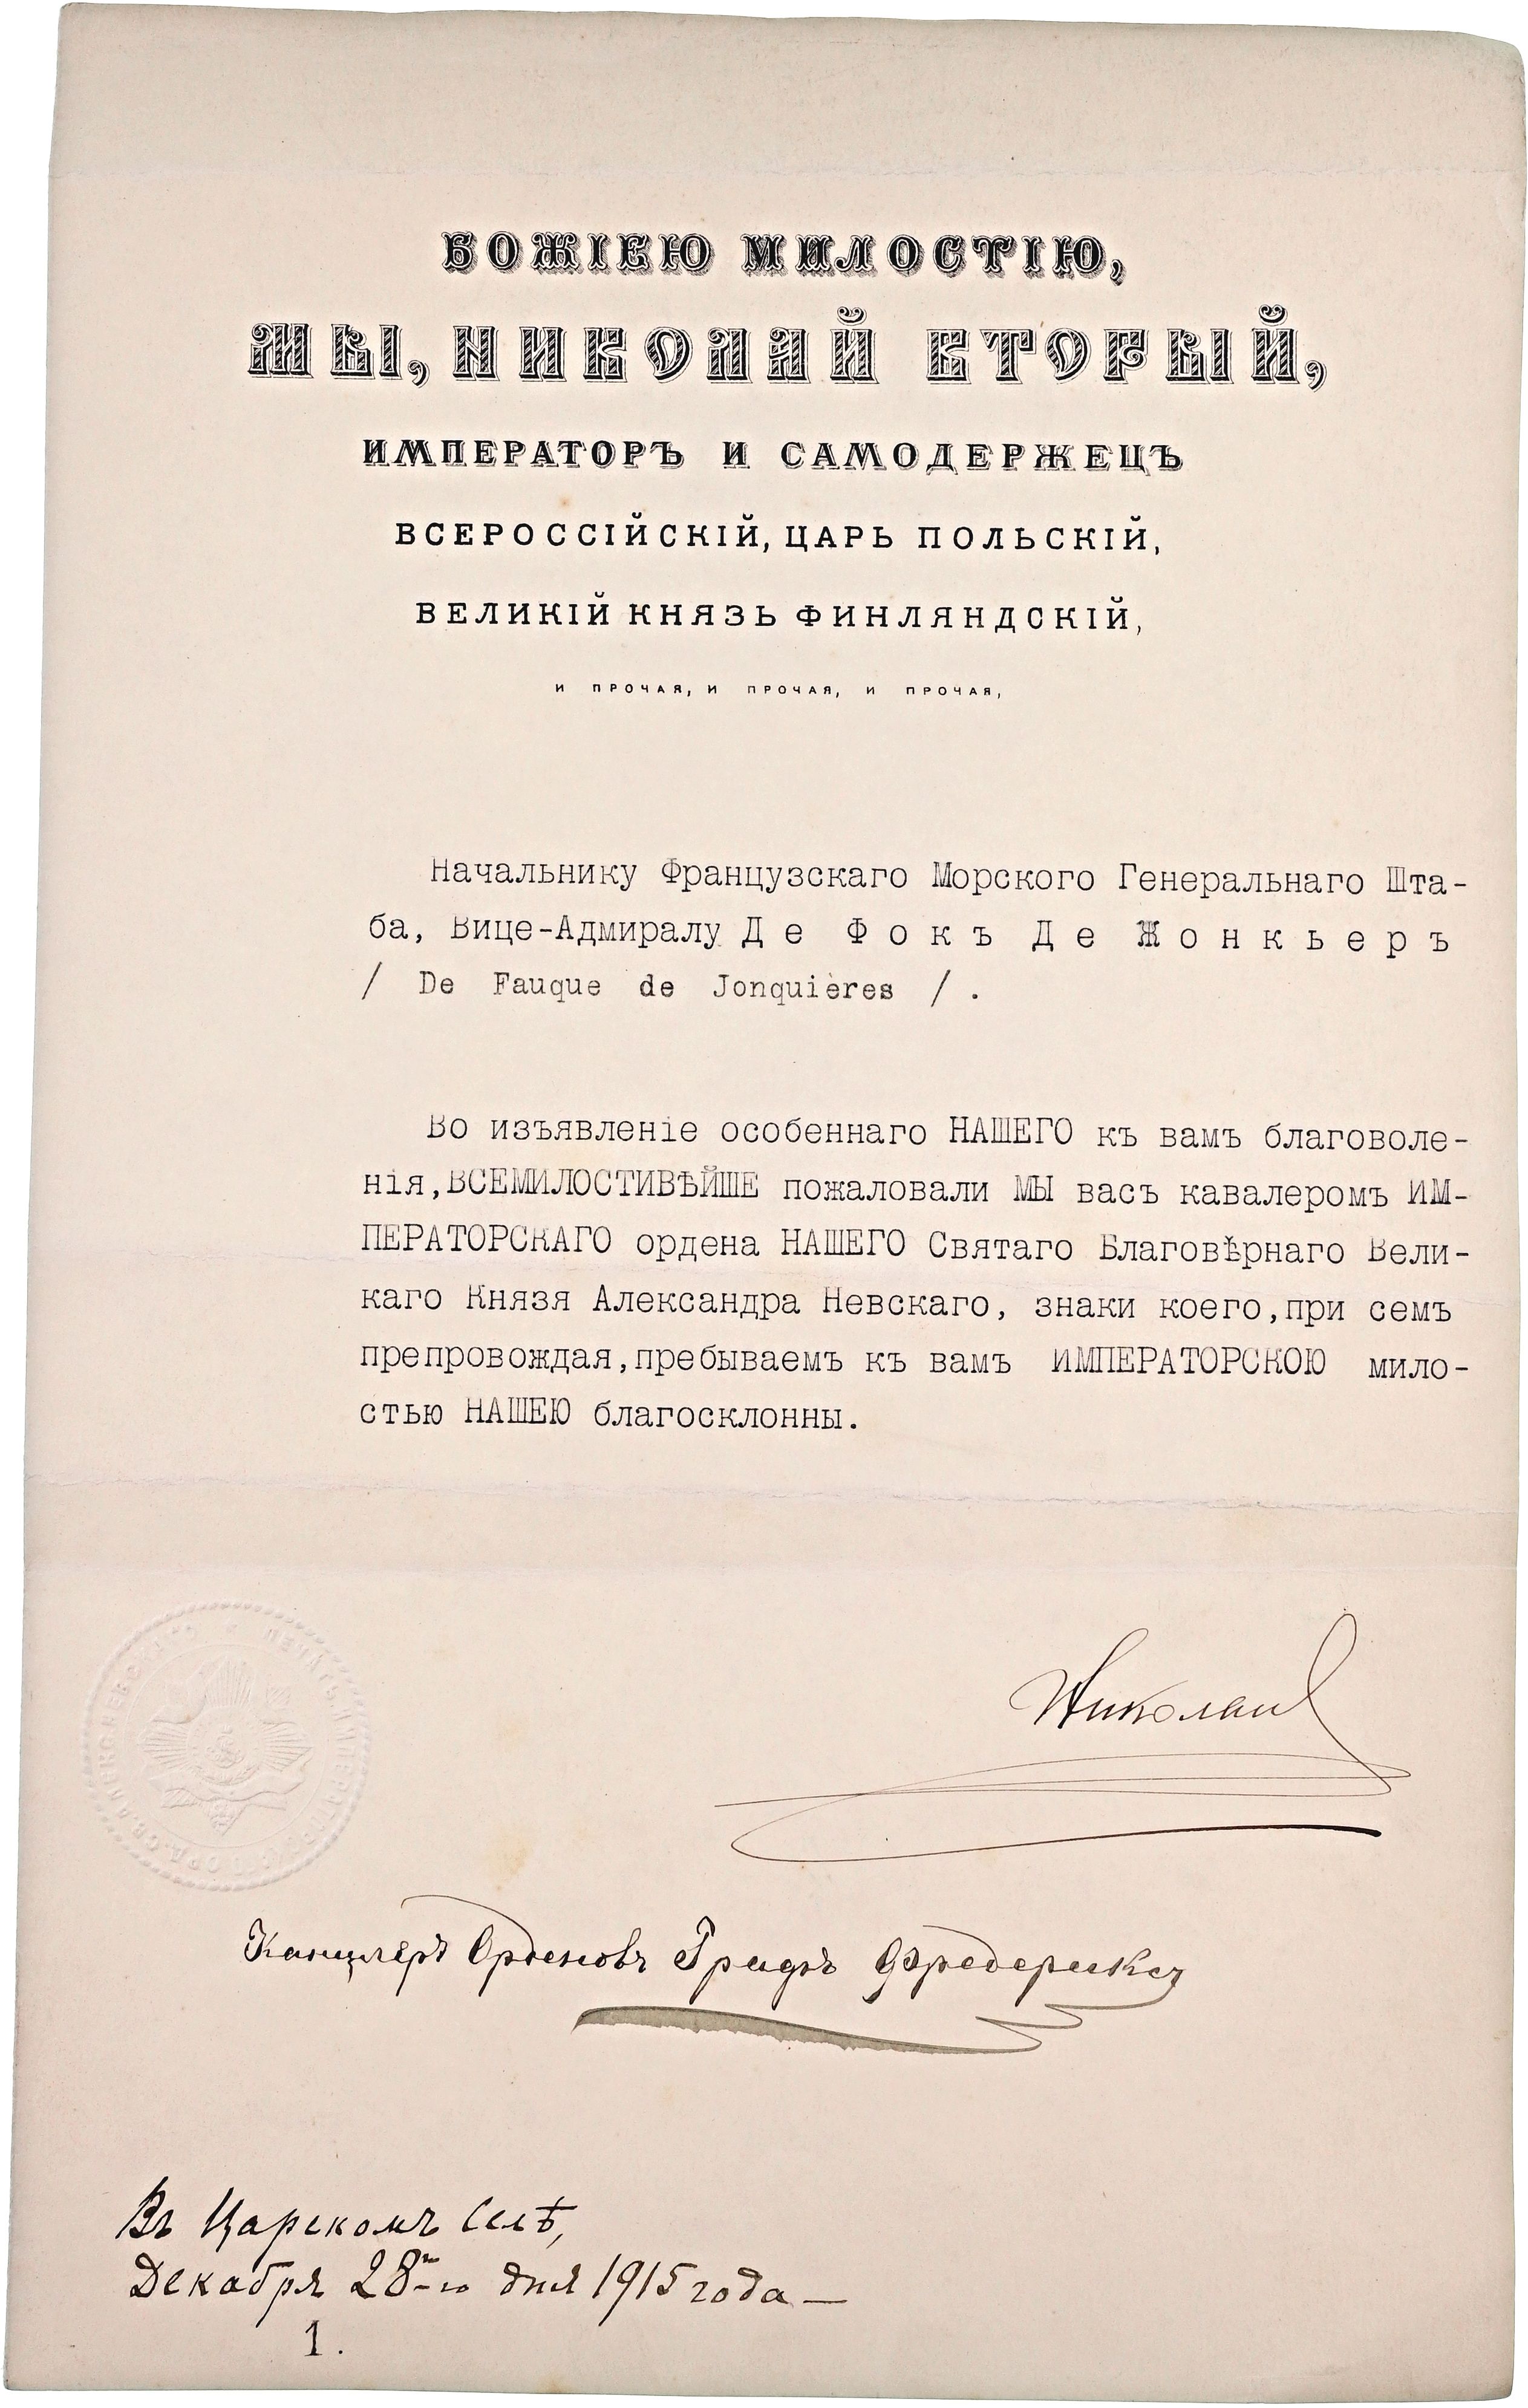 БОЖІЕЮ МИЛОСТІЮ,
МЫ, НИКОЛАЙ ВТОРЫЙ,
ИМПЕРАТОРЪ И САМОДЕРЖЕЦЪ
ВСЕРОССІЙСКІЙ, ЦАРЬ ПОЛЬСКІЙ,
ВЕЛИКІЙ КНЯЗЬ ФИНЛЯНДСКІЙ,
И ПРОЧАЯ, И ПРОЧАЯ, И ПРОЧАЯ,
Начальнику Французскаго Морского Генеральнаго Шта-
ба, Вице-Адмиралу Де Фокъ Де Жонкьеръ
/ De Fauque de Jonquières / .
Во изъявленіе особеннаго НАШЕГО къ вамъ благоволе-
нія, ВСЕМИЛОСТИВѢЙШЕ пожаловали МЫ васъ кавалеромъ ИМ-
ПЕРАТОРСКАГО ордена НАШЕГО Святаго Благовѣрнаго Вели-
каго Князя Александра Невскаго, знаки коего, при семъ
препровождая, пребываемъ къ вамъ ИМПЕРАТОРСКОЮ мило-
стью НАШЕЮ благосклонны.
Николай
Канцлеръ Орденовъ Графъ Фредериксъ
Въ Царскомъ Селѣ,
Декабря 28-го дня 1915 года —
1.